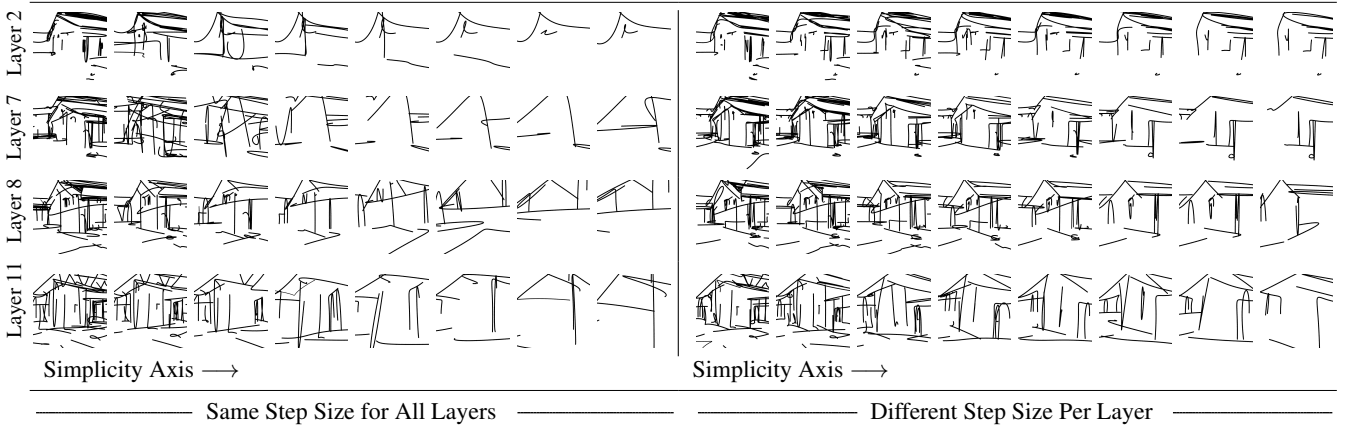 Layer 2
Layer 7
Layer 8
Layer 11
Simplicity Axis ⟶
Simplicity Axis ⟶
Same Step Size for All Layers
Different Step Size Per Layer